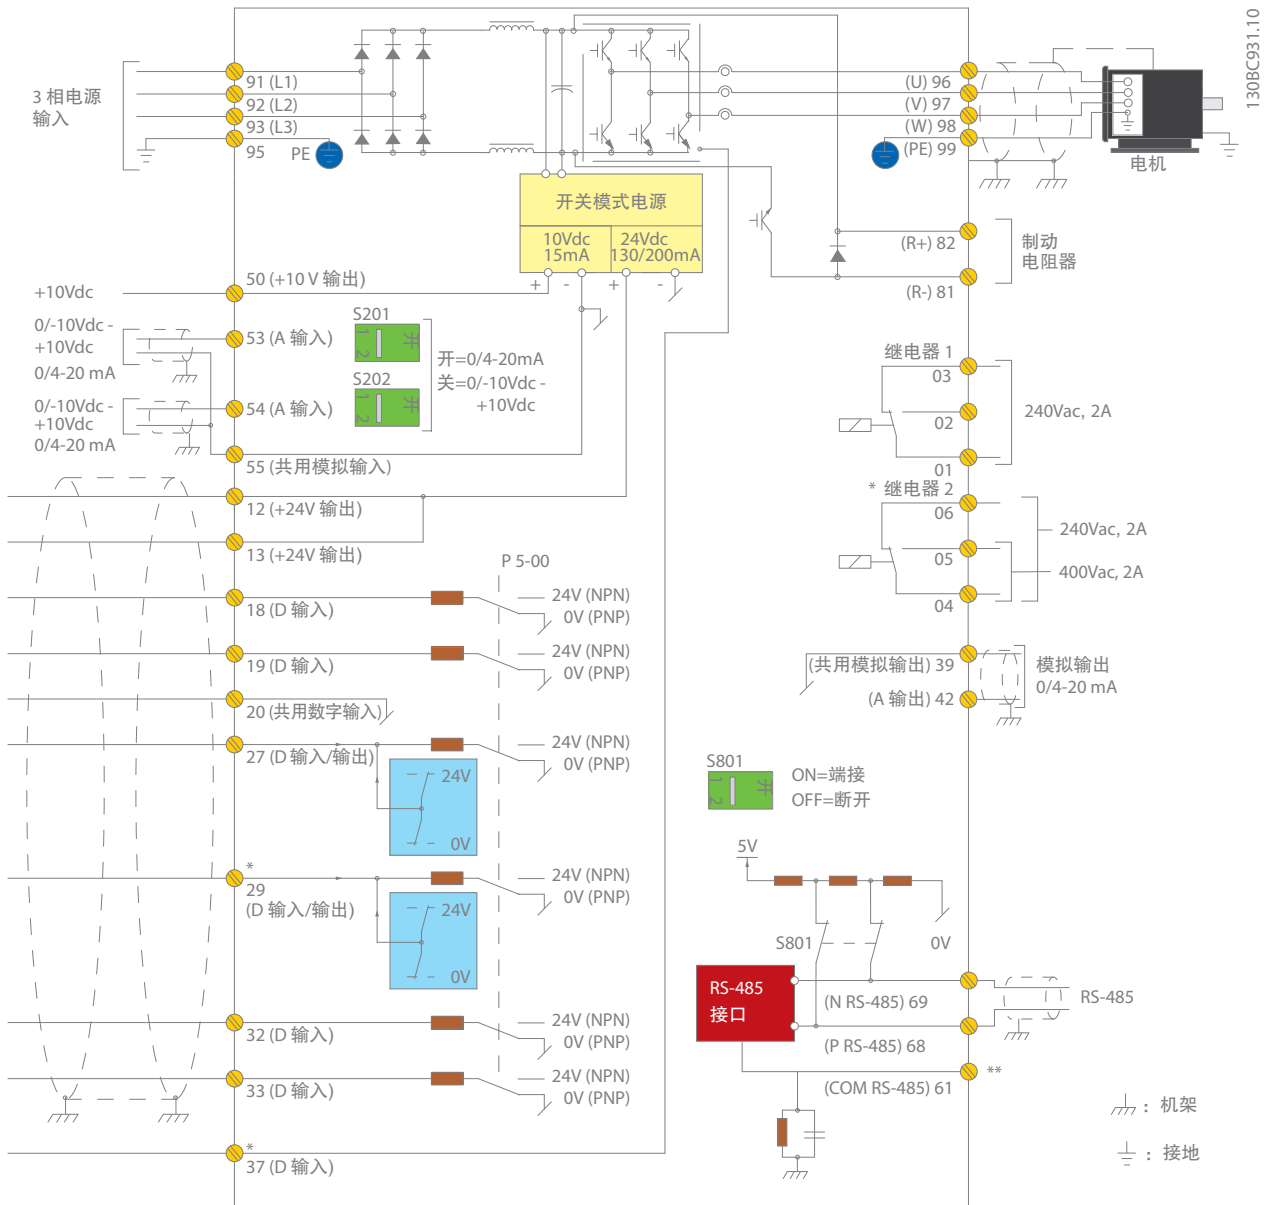 130BC931.10
3 相电源
输入
91 (L1)
92 (L2)
93 (L3)
95
PE
(U) 96
(V) 97
(W) 98
(PE) 99
电机
开关模式电源
10Vdc
15mA
24Vdc
130/200mA
+ - + -
(R+) 82
(R-) 81
制动
电阻器
+10Vdc
50 (+10 V 输出)
0/-10Vdc -
+10Vdc
0/4-20 mA
53 (A 输入)
0/-10Vdc -
+10Vdc
0/4-20 mA
54 (A 输入)
55 (共用模拟输入)
S201
1 2 开
S202
1 2 开
开=0/4-20mA
关=0/-10Vdc -
+10Vdc
继电器 1
03
02
01
240Vac, 2A
* 继电器 2
06
05
04
240Vac, 2A
400Vac, 2A
12 (+24V 输出)
13 (+24V 输出)
P 5-00
18 (D 输入)
24V (NPN)
0V (PNP)
19 (D 输入)
24V (NPN)
0V (PNP)
20 (共用数字输入)
27 (D 输入/输出)
24V (NPN)
0V (PNP)
24V
0V
*
29
(D 输入/输出)
24V (NPN)
0V (PNP)
24V
0V
32 (D 输入)
24V (NPN)
0V (PNP)
33 (D 输入)
24V (NPN)
0V (PNP)
*
37 (D 输入)
(共用模拟输出) 39
(A 输出) 42
模拟输出
0/4-20 mA
S801
1 2 开
ON=端接
OFF=断开
5V
S801
0V
RS-485
接口
(N RS-485) 69
(P RS-485) 68
(COM RS-485) 61
RS-485
**
：机架
：接地